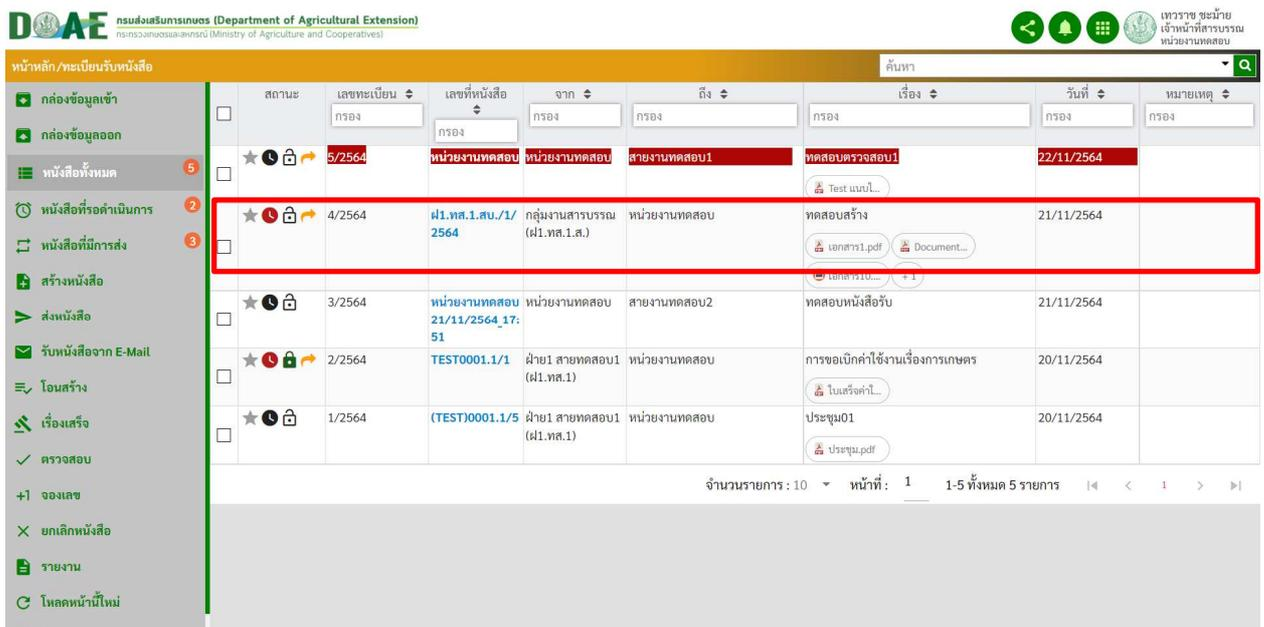 DOAE กรมส่งเสริมการเกษตร (Department of Agricultural Extension)
กระทรวงเกษตรและสหกรณ์ (Ministry of Agriculture and Cooperatives)
เทวราช ชะม้าย
เจ้าหน้าที่สารบรรณ
หน่วยงานทดสอบ
หน้าหลัก/ทะเบียนรับหนังสือ
ค้นหา
กล่องข้อมูลเข้า
กล่องข้อมูลออก
หนังสือทั้งหมด 5
หนังสือที่รอดำเนินการ 2
หนังสือที่มีการส่ง 3
สร้างหนังสือ
ส่งหนังสือ
รับหนังสือจาก E-Mail
โอนสร้าง
เรื่องเสร็จ
ตรวจสอบ
+1 จองเลข
ยกเลิกหนังสือ
รายงาน
โหลดหน้านี้ใหม่
สถานะ เลขทะเบียน เลขที่หนังสือ จาก ถึง เรื่อง วันที่ หมายเหตุ
กรอง กรอง กรอง กรอง กรอง กรอง กรอง
5/2564 หน่วยงานทดสอบ หน่วยงานทดสอบ สายงานทดสอบ1 ทดสอบตรวจสอบ1 22/11/2564
Test แนบไ...
4/2564 ฝ1.ทส.1.สบ./1/ กลุ่มงานสารบรรณ หน่วยงานทดสอบ ทดสอบสร้าง 21/11/2564
2564 (ฝ1.ทส.1.ส.)
เอกสาร1.pdf Document...
เอกสาร10.... + 1
3/2564 หน่วยงานทดสอบ หน่วยงานทดสอบ สายงานทดสอบ2 ทดสอบหนังสือรับ 21/11/2564
21/11/2564_17:
51
2/2564 TEST0001.1/1 ฝ่าย1 สายทดสอบ1 หน่วยงานทดสอบ การขอเบิกค่าใช้งานเรื่องการเกษตร 20/11/2564
(ฝ1.ทส.1)
ใบเสร็จค่าใ...
1/2564 (TEST)0001.1/5 ฝ่าย1 สายทดสอบ1 หน่วยงานทดสอบ ประชุม01 20/11/2564
(ฝ1.ทส.1)
ประชุม.pdf
จำนวนรายการ : 10 หน้าที่ : 1 1-5 ทั้งหมด 5 รายการ 1